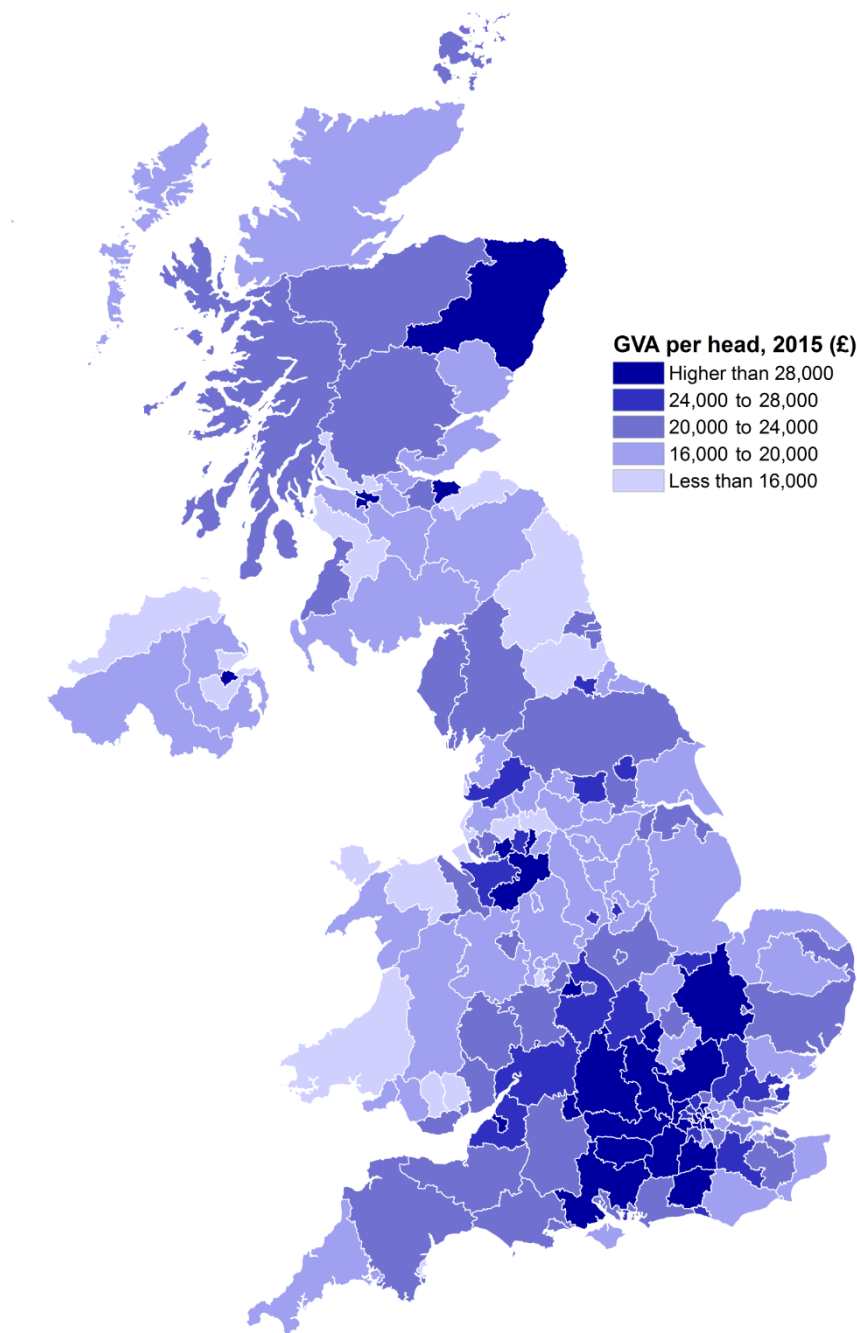 GVA per head, 2015 (£)
Higher than 28,000
24,000 to 28,000
20,000 to 24,000
16,000 to 20,000
Less than 16,000